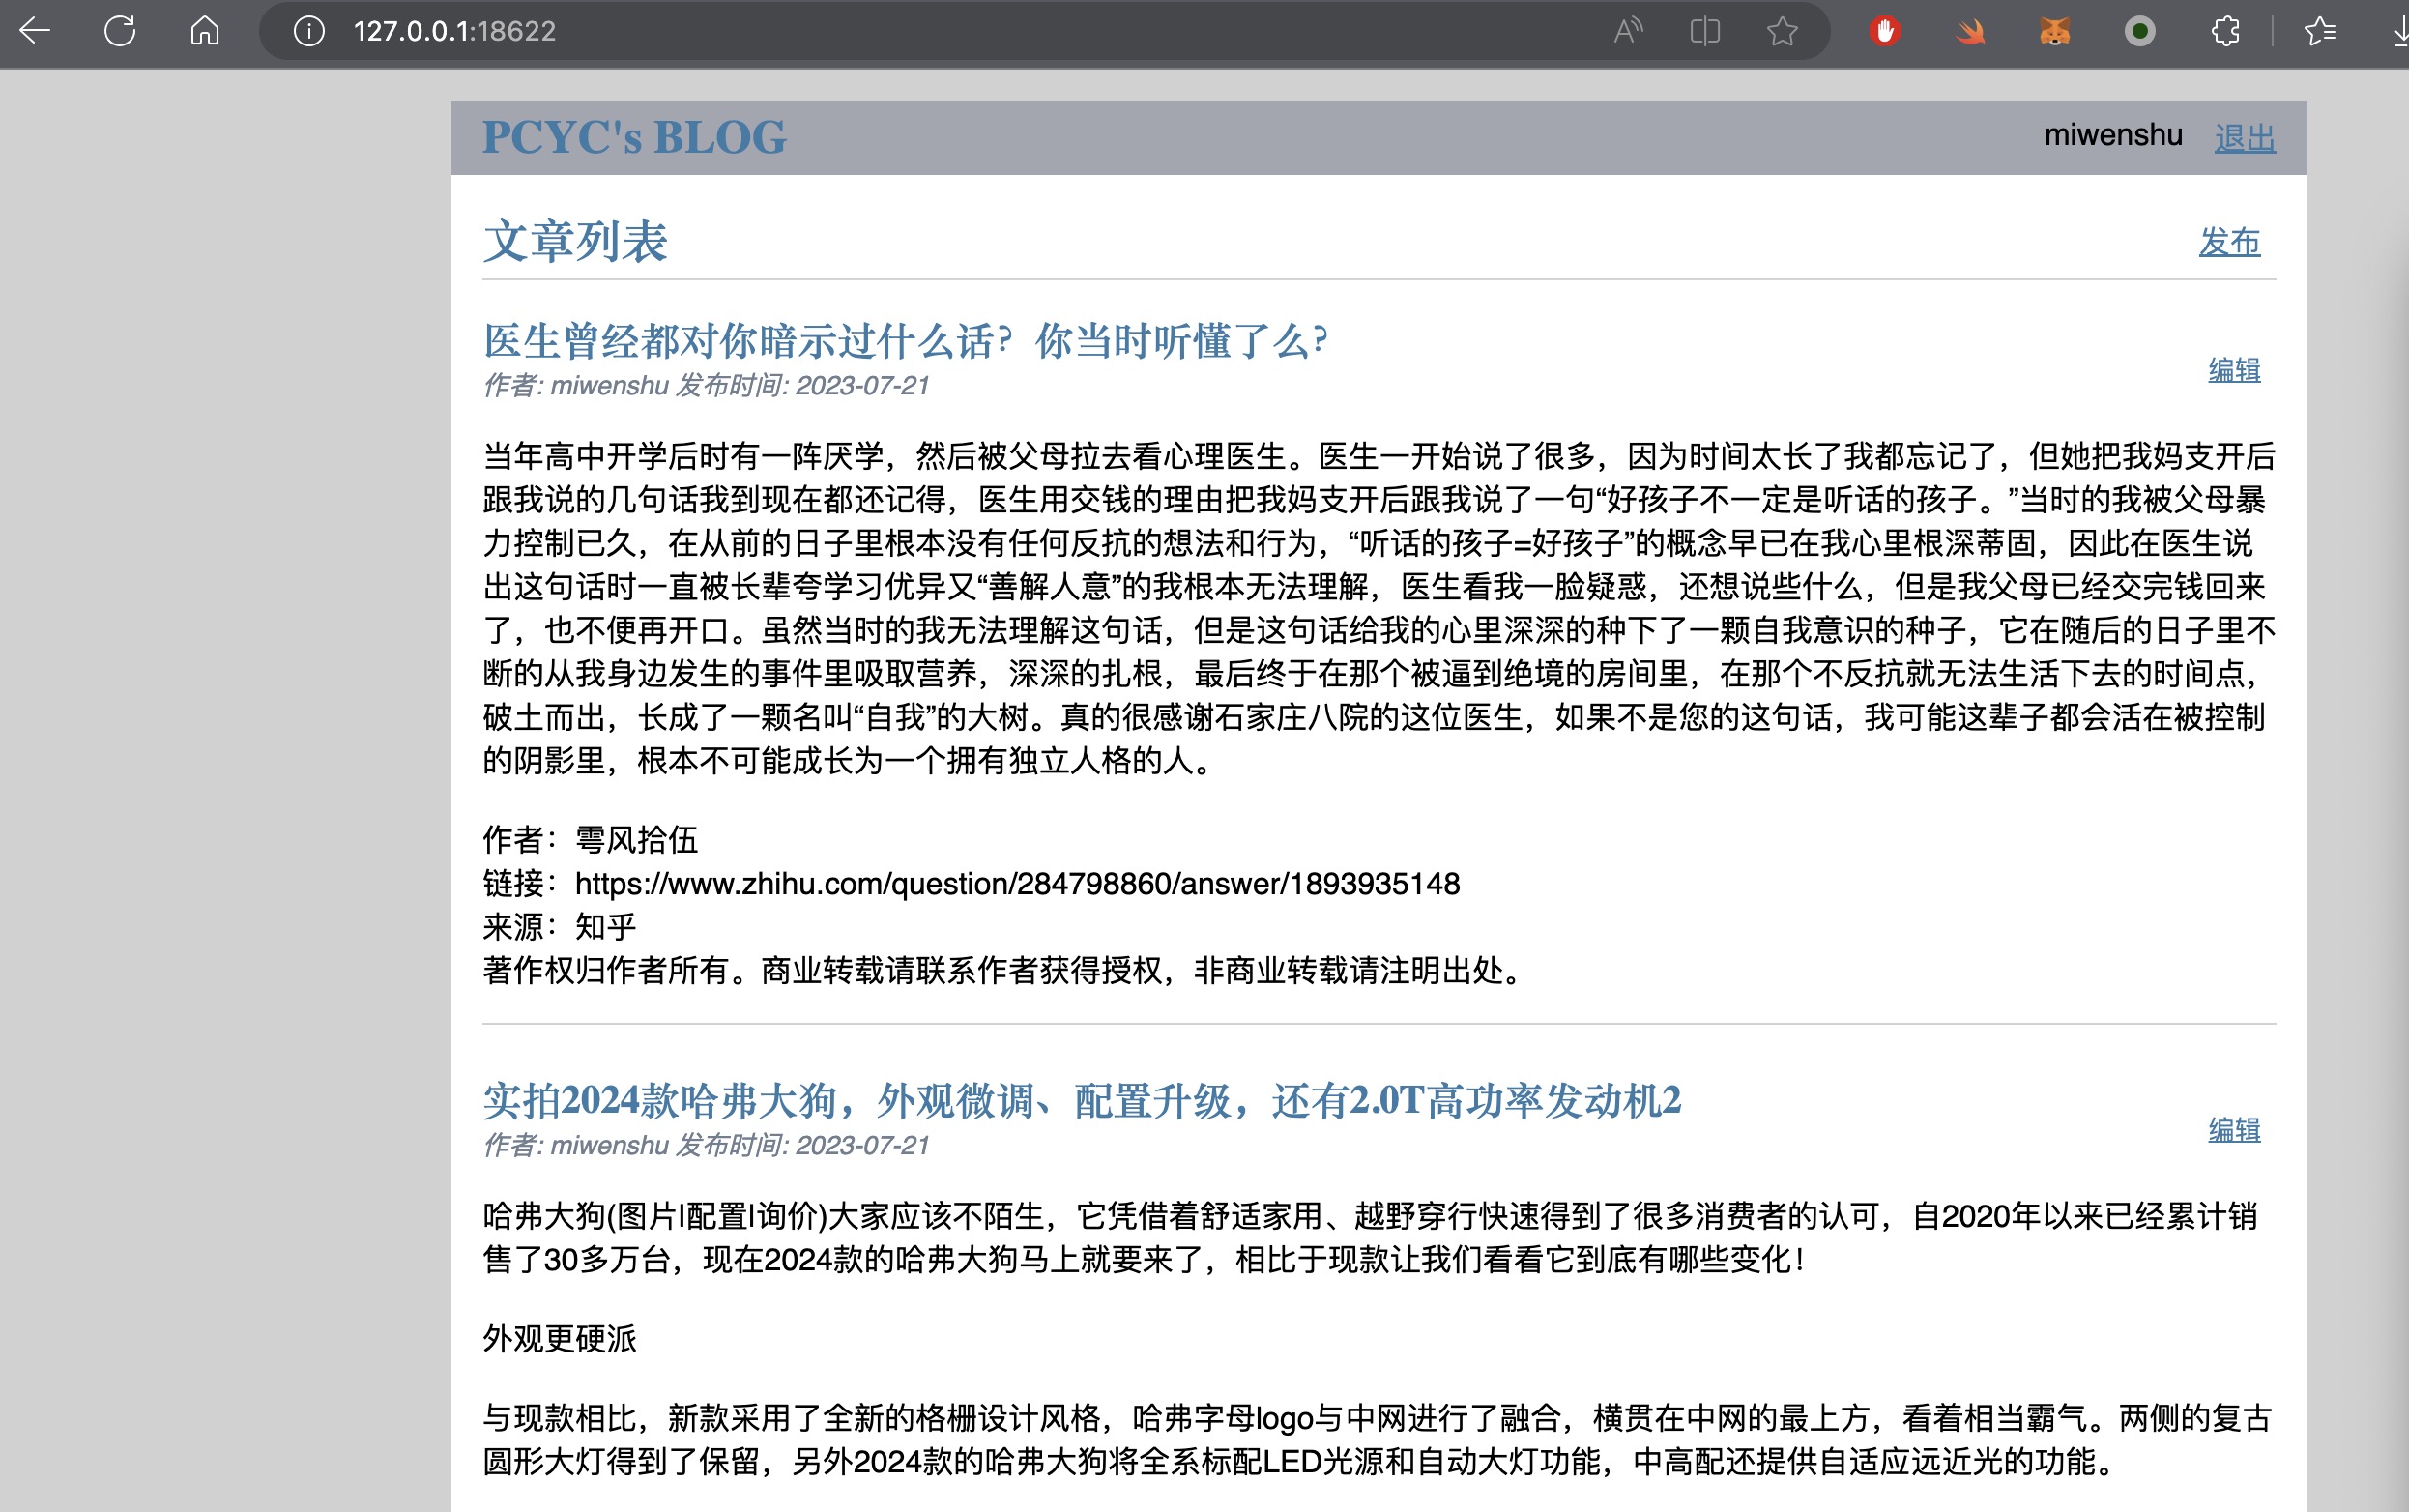 127.0.0.1:18622
PCYC's BLOG
miwenshu 退出
文章列表
发布
医生曾经都对你暗示过什么话？你当时听懂了么？
作者: miwenshu 发布时间: 2023-07-21
编辑
当年高中开学后时有一阵厌学，然后被父母拉去看心理医生。医生一开始说了很多，因为时间太长了我都忘记了，但她把我妈支开后
跟我说的几句话我到现在都还记得，医生用交钱的理由把我妈支开后跟我说了一句“好孩子不一定是听话的孩子。”当时的我被父母暴
力控制已久，在从前的日子里根本没有任何反抗的想法和行为，“听话的孩子=好孩子”的概念早已在我心里根深蒂固，因此在医生说
出这句话时一直被长辈夸学习优异又“善解人意”的我根本无法理解，医生看我一脸疑惑，还想说些什么，但是我父母已经交完钱回来
了，也不便再开口。虽然当时的我无法理解这句话，但是这句话给我的心里深深的种下了一颗自我意识的种子，它在随后的日子里不
断的从我身边发生的事件里吸取营养，深深的扎根，最后终于在那个被逼到绝境的房间里，在那个不反抗就无法生活下去的时间点，
破土而出，长成了一颗名叫“自我”的大树。真的很感谢石家庄八院的这位医生，如果不是您的这句话，我可能这辈子都会活在被控制
的阴影里，根本不可能成长为一个拥有独立人格的人。
作者：雩风拾伍
链接：https://www.zhihu.com/question/284798860/answer/1893935148
来源：知乎
著作权归作者所有。商业转载请联系作者获得授权，非商业转载请注明出处。
实拍2024款哈弗大狗，外观微调、配置升级，还有2.0T高功率发动机2
作者: miwenshu 发布时间: 2023-07-21
编辑
哈弗大狗(图片|配置|询价)大家应该不陌生，它凭借着舒适家用、越野穿行快速得到了很多消费者的认可，自2020年以来已经累计销
售了30多万台，现在2024款的哈弗大狗马上就要来了，相比于现款让我们看看它到底有哪些变化！
外观更硬派
与现款相比，新款采用了全新的格栅设计风格，哈弗字母logo与中网进行了融合，横贯在中网的最上方，看着相当霸气。两侧的复古
圆形大灯得到了保留，另外2024款的哈弗大狗将全系标配LED光源和自动大灯功能，中高配还提供自适应远近光的功能。